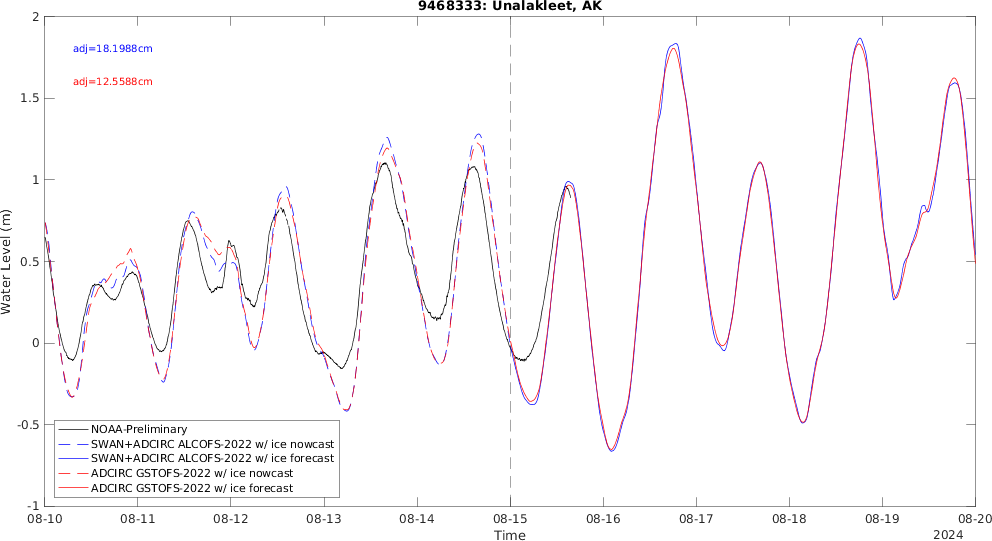 9468333: Unalakleet, AK
adj=18.1988cm
adj=12.5588cm
Water Level (m)
2
1.5
1
0.5
0
-0.5
-1
NOAA-Preliminary
SWAN+ADCIRC ALCOFS-2022 w/ ice nowcast
SWAN+ADCIRC ALCOFS-2022 w/ ice forecast
ADCIRC GSTOFS-2022 w/ ice nowcast
ADCIRC GSTOFS-2022 w/ ice forecast
08-10 08-11 08-12 08-13 08-14 08-15 08-16 08-17 08-18 08-19 08-20
Time
2024